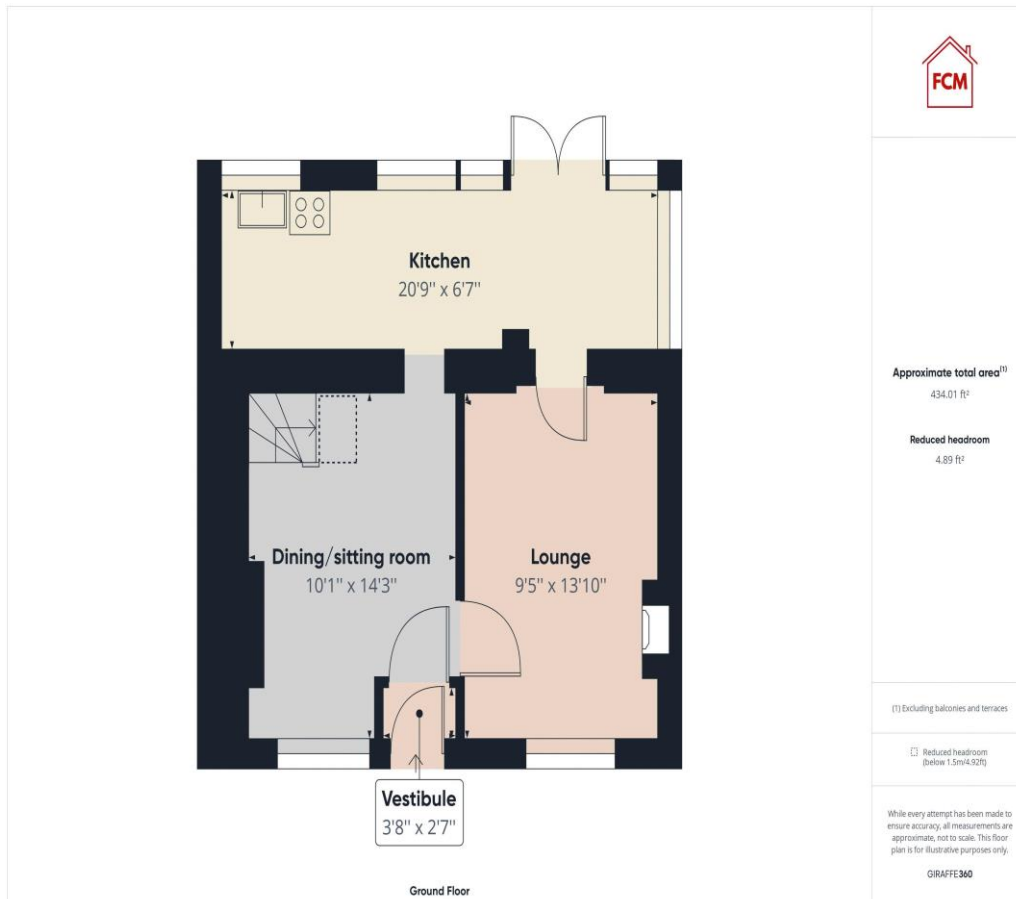 Kitchen
20'9" x 6'7"
Dining/sitting room
10'1" x 14'3"
Lounge
9'5" x 13'10"
Vestibule
3'8" x 2'7"
Ground Floor
FCM
Approximate total area(1)
434.01 ft²
Reduced headroom
4.89 ft²
(1) Excluding balconies and terraces
Reduced headroom
(below 1.5m/4.92ft)
While every attempt has been made to
ensure accuracy, all measurements are
approximate, not to scale. This floor
plan is for illustrative purposes only.
GIRAFFE360